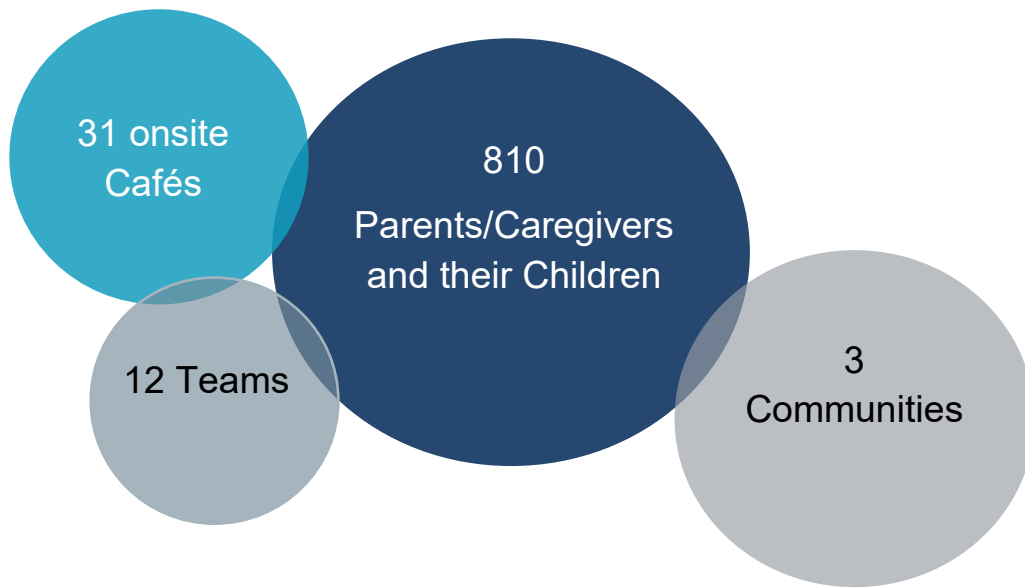 31 onsite
Cafés
810
Parents/Caregivers
and their Children
12 Teams
3
Communities